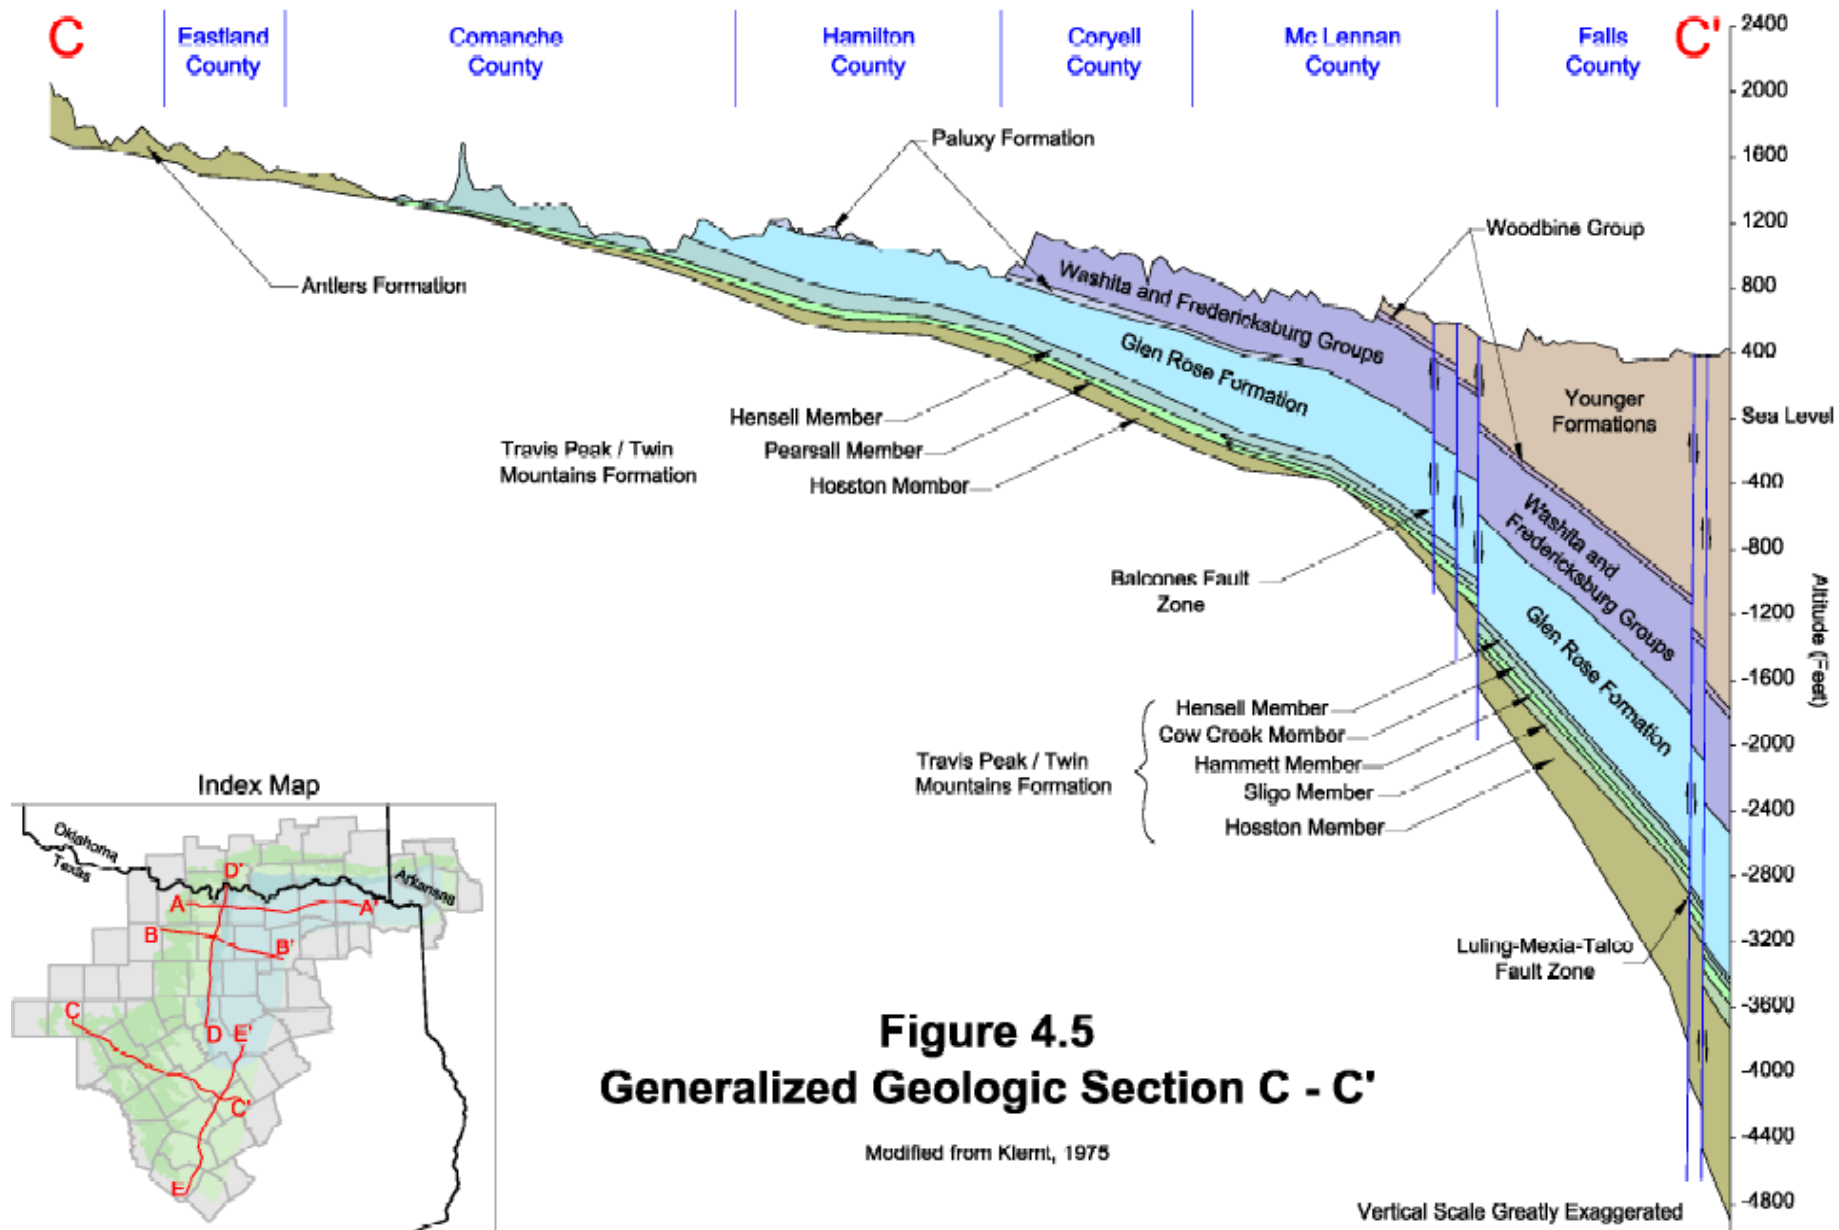 C
Eastland
County
Comanche
County
Hamilton
County
Coryell
County
Mc Lennan
County
Falls
County
C'
2400
2000
1600
1200
800
400
Sea Level
-400
-800
-1200
-1600
-2000
-2400
-2800
-3200
-3600
-4000
-4400
-4800
Altitude (Feet)
Paluxy Formation
Woodbine Group
Antlers Formation
Washita and Fredericksburg Groups
Glen Rose Formation
Younger
Formations
Hensell Member
Pearsall Member
Hosston Member
Travis Peak / Twin
Mountains Formation
Balcones Fault
Zone
Washita and
Fredericksburg Groups
Glen Rose Formation
Hensell Member
Cow Creek Member
Hammett Member
Sligo Member
Hosston Member
Travis Peak / Twin
Mountains Formation
Luling-Mexia-Talco
Fault Zone
Index Map
Oklahoma
Texas
Arkansas
D'
A
A'
B
B'
C
D
E'
C'
E
Figure 4.5
Generalized Geologic Section C - C'
Modified from Klemt, 1975
Vertical Scale Greatly Exaggerated